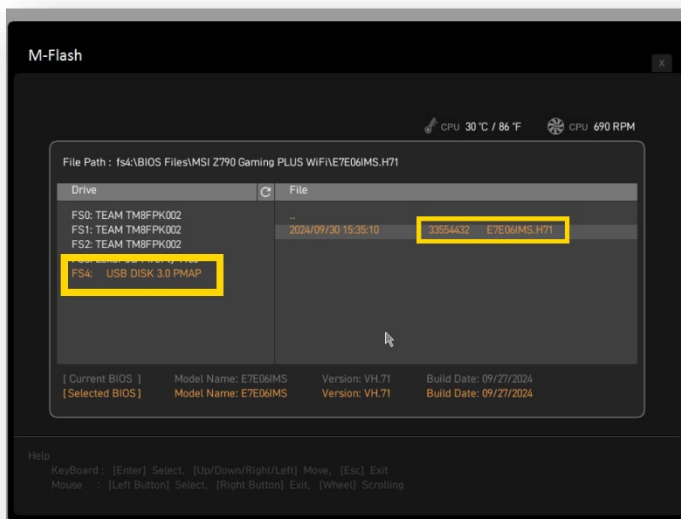 M-Flash
X
CPU 30 °C / 86 °F CPU 690 RPM
File Path : fs4:\BIOS Files\MSI Z790 Gaming PLUS WiFi\E7E06IMS.H71
Drive File
FS0: TEAM TM8FPK002
FS1: TEAM TM8FPK002 ..
2024/09/30 15:35:10 33554432 E7E06IMS.H71
FS2: TEAM TM8FPK002
FS4: USB DISK 3.0 PMAP
[ Current BIOS ] Model Name: E7E06IMS Version: VH.71 Build Date: 09/27/2024
[ Selected BIOS ] Model Name: E7E06IMS Version: VH.71 Build Date: 09/27/2024
Help
KeyBoard : [Enter] Select, [Up/Down/Right/Left] Move, [Esc] Exit
Mouse : [Left Button] Select, [Right Button] Exit, [Wheel] Scrolling